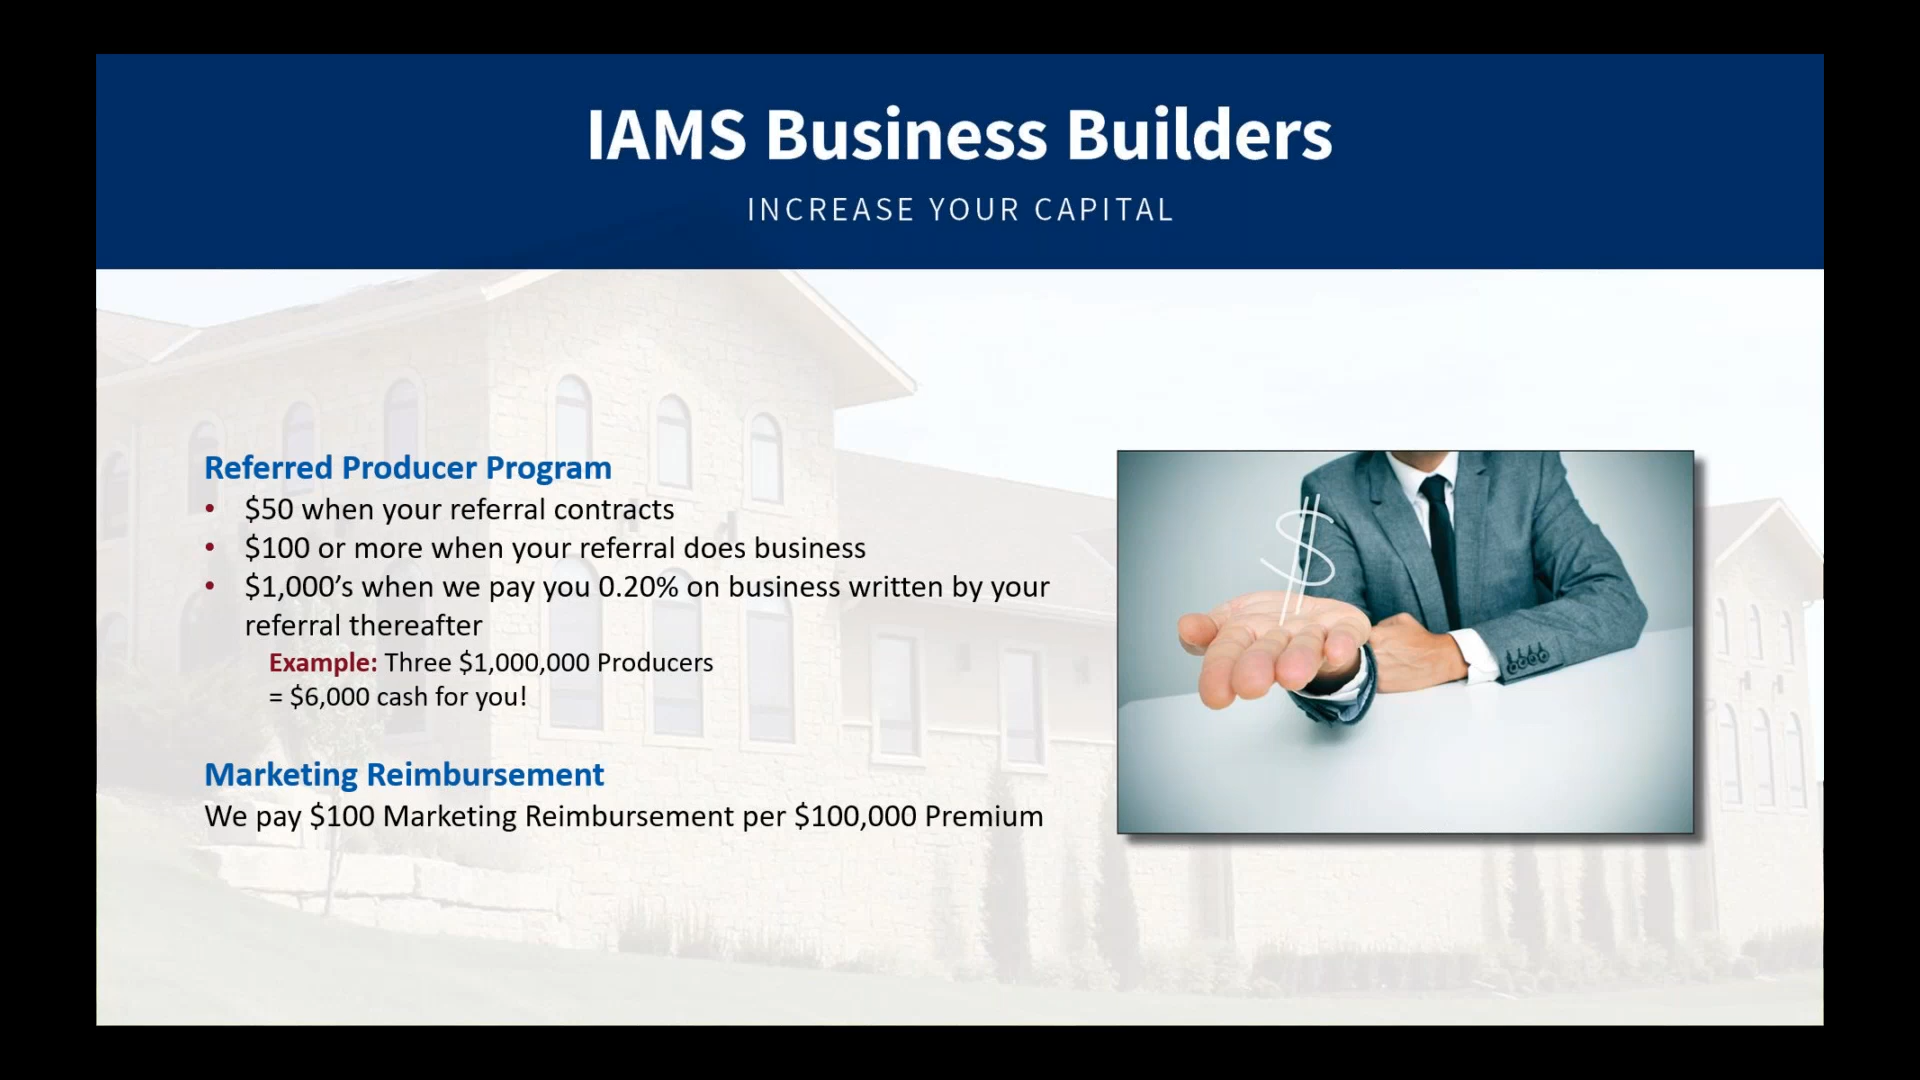 IAMS Business Builders
INCREASE YOUR CAPITAL
Referred Producer Program
• $50 when your referral contracts
• $100 or more when your referral does business
• $1,000’s when we pay you 0.20% on business written by your
referral thereafter
Example: Three $1,000,000 Producers
= $6,000 cash for you!
Marketing Reimbursement
We pay $100 Marketing Reimbursement per $100,000 Premium
$